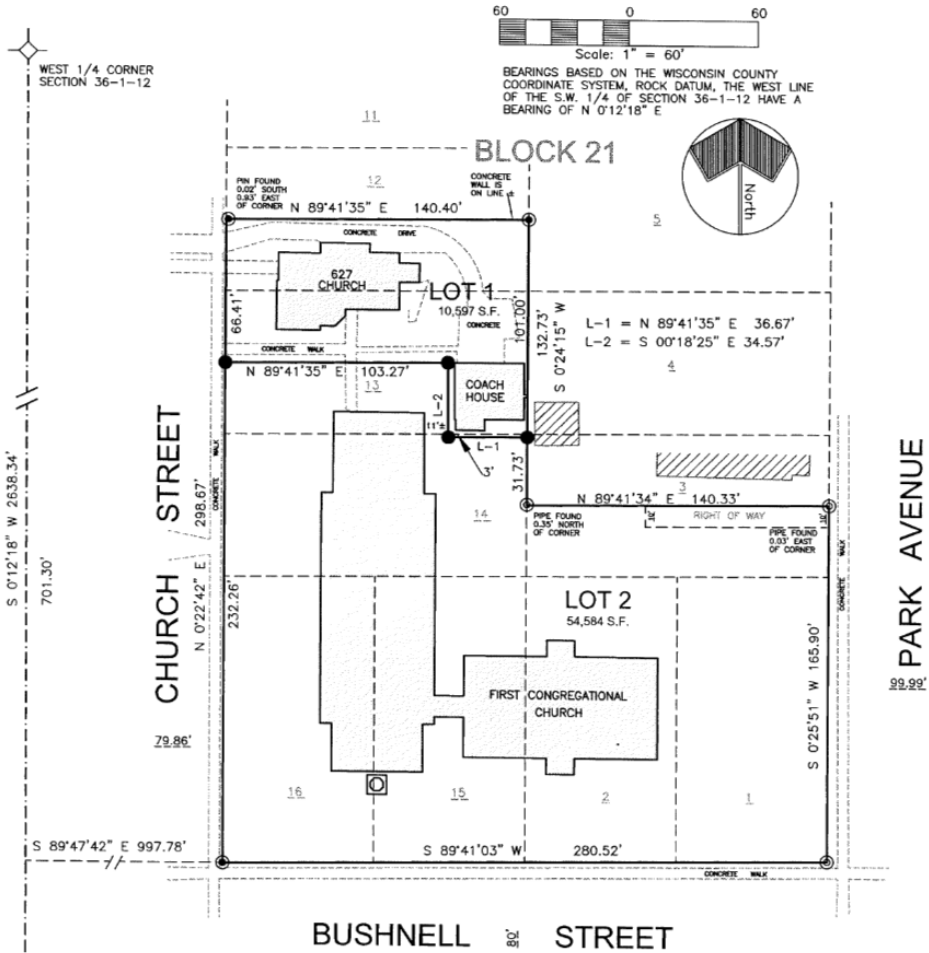 60 0 60
Scale: 1" = 60'
WEST 1/4 CORNER
SECTION 36-1-12
BEARINGS BASED ON THE WISCONSIN COUNTY
COORDINATE SYSTEM, ROCK DATUM, THE WEST LINE
OF THE S.W. 1/4 OF SECTION 36-1-12 HAVE A
BEARING OF N 0°12'18" E
11
BLOCK 21
North
12
PIN FOUND
0.02' SOUTH
0.93' EAST
OF CORNER
CONCRETE
WALL IS
ON LINE ±
N 89°41'35" E 140.40'
5
CONCRETE DRIVE
627
CHURCH
LOT 1
10,597 S.F.
CONCRETE
66.41'
101.00'
132.73'
S 0°24'15" W
L-1 = N 89°41'35" E 36.67'
L-2 = S 00°18'25" E 34.57'
4
CONCRETE WALK
N 89°41'35" E 103.27'
13
COACH
HOUSE
L-2
11'±
L-1
3'
31.73'
CHURCH STREET
CONCRETE WALK
S 0°12'18" W 2638.34'
701.30'
N 0°22'42" E 298.67'
232.26'
14
3
N 89°41'34" E 140.33'
PIPE FOUND
0.35' NORTH
OF CORNER
10'
RIGHT OF WAY
10'
PIPE FOUND
0.03' EAST
OF CORNER
CONCRETE WALK
PARK AVENUE
99.99'
LOT 2
54,584 S.F.
S 0°25'51" W 165.90'
FIRST CONGREGATIONAL
CHURCH
79.86'
16
15
2
1
S 89°47'42" E 997.78'
S 89°41'03" W 280.52'
CONCRETE WALK
BUSHNELL 80' STREET